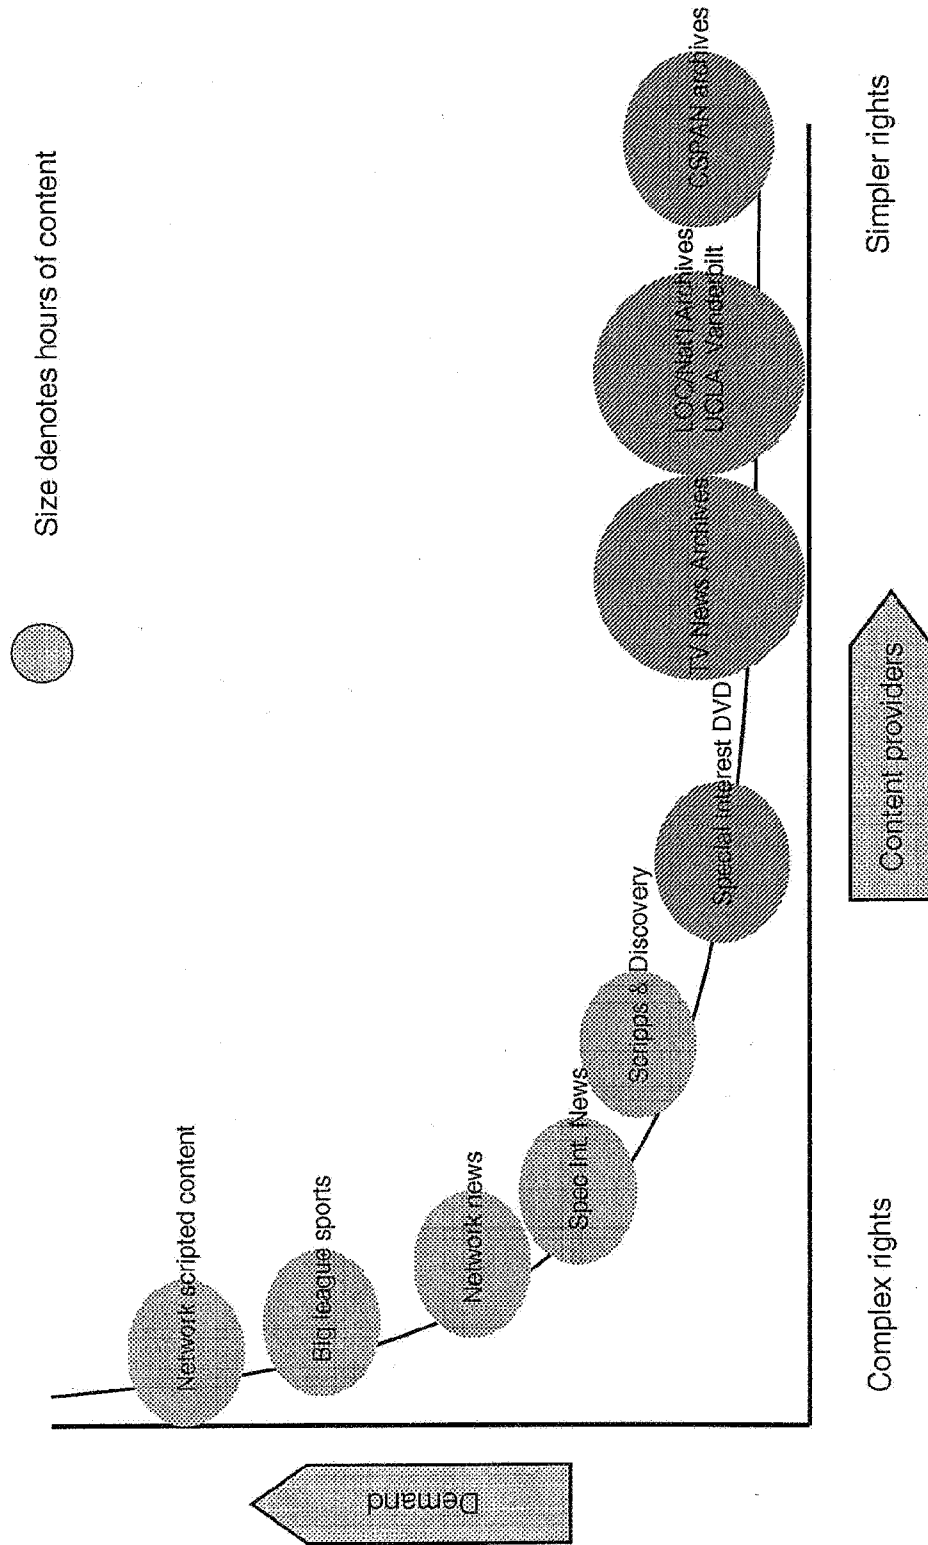 Size denotes hours of content
Demand
Network scripted content
Big league sports
Network news
Spec Int. News
Scripps & Discovery
Special Interest DVD
TV News Archives
LOC/Nat'l Archives
UCLA, Vanderbilt
CSPAN archives
Complex rights
Content providers
Simpler rights